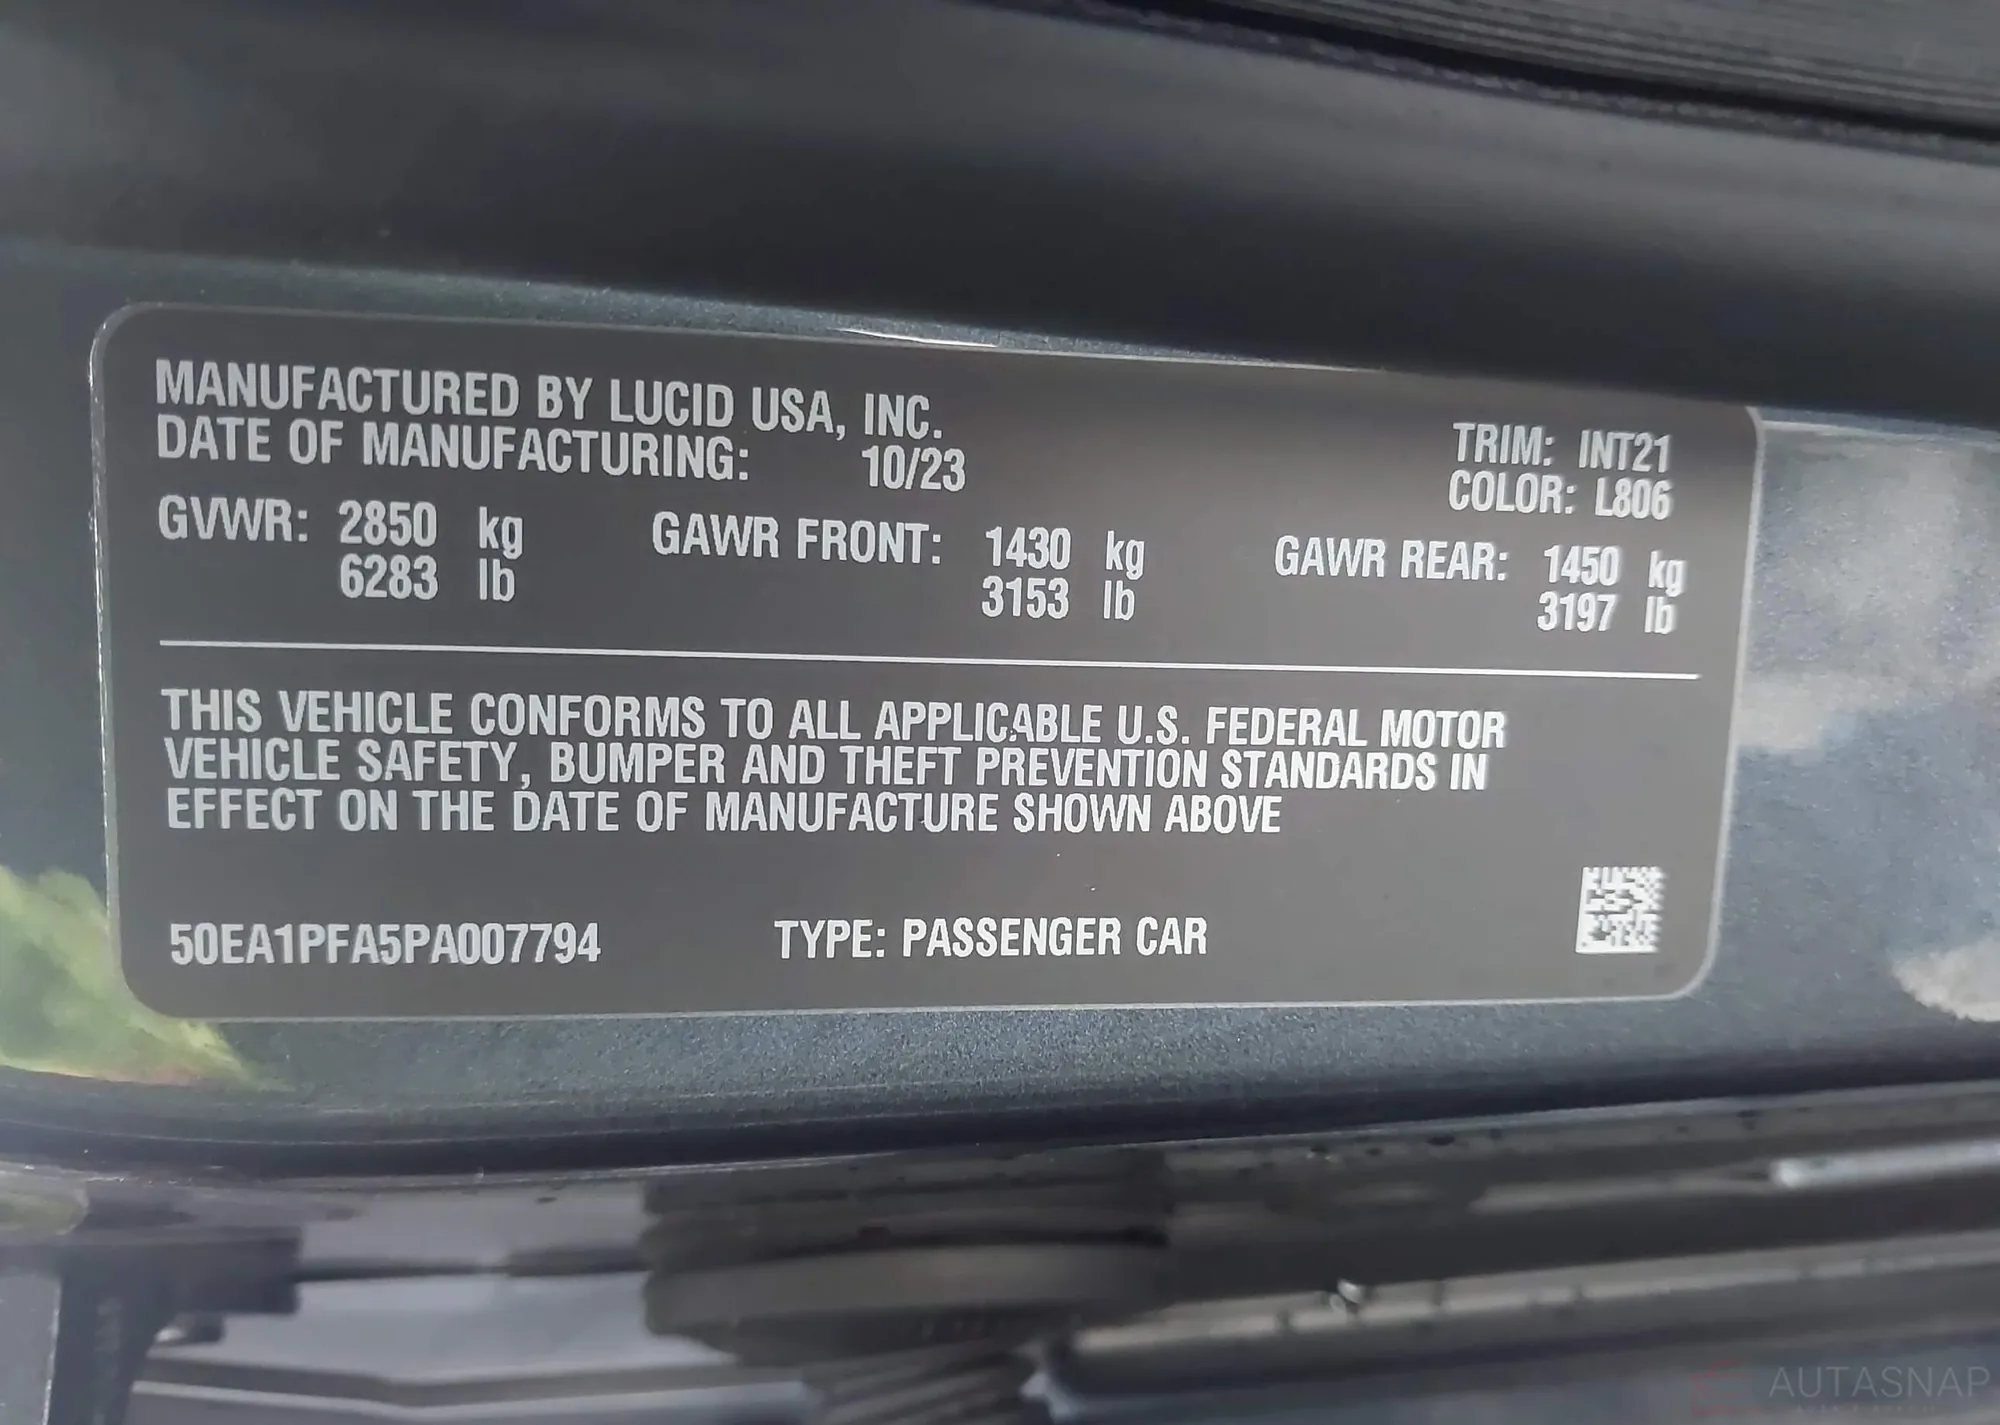 MANUFACTURED BY LUCID USA, INC.
DATE OF MANUFACTURING: 10/23
TRIM: INT21
COLOR: L806
GVWR: 2850 kg GAWR FRONT: 1430 kg GAWR REAR: 1450 kg
6283 lb 3153 lb 3197 lb
THIS VEHICLE CONFORMS TO ALL APPLICABLE U.S. FEDERAL MOTOR
VEHICLE SAFETY, BUMPER AND THEFT PREVENTION STANDARDS IN
EFFECT ON THE DATE OF MANUFACTURE SHOWN ABOVE
50EA1PFA5PA007794 TYPE: PASSENGER CAR
AUTASNAP